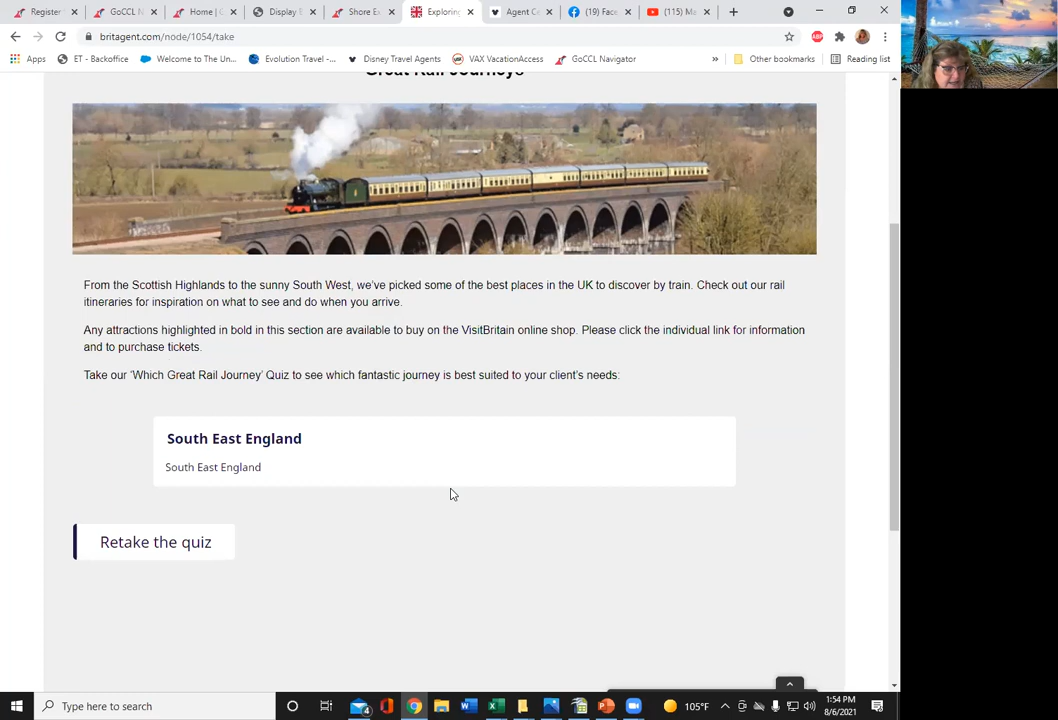 Register
GoCCL N
Home | G
Display B
Shore Ex
Exploring
Agent Ce
(19) Face
(115) Ma
britagent.com/node/1054/take
Apps
ET - Backoffice
Welcome to The Un...
Evolution Travel -...
Disney Travel Agents
VAX VacationAccess
GoCCL Navigator
Other bookmarks
Reading list
Great Rail Journeys
From the Scottish Highlands to the sunny South West, we've picked some of the best places in the UK to discover by train. Check out our rail
itineraries for inspiration on what to see and do when you arrive.
Any attractions highlighted in bold in this section are available to buy on the VisitBritain online shop. Please click the individual link for information
and to purchase tickets.
Take our 'Which Great Rail Journey' Quiz to see which fantastic journey is best suited to your client's needs:
South East England
South East England
Retake the quiz
Type here to search
105°F
1:54 PM
8/6/2021